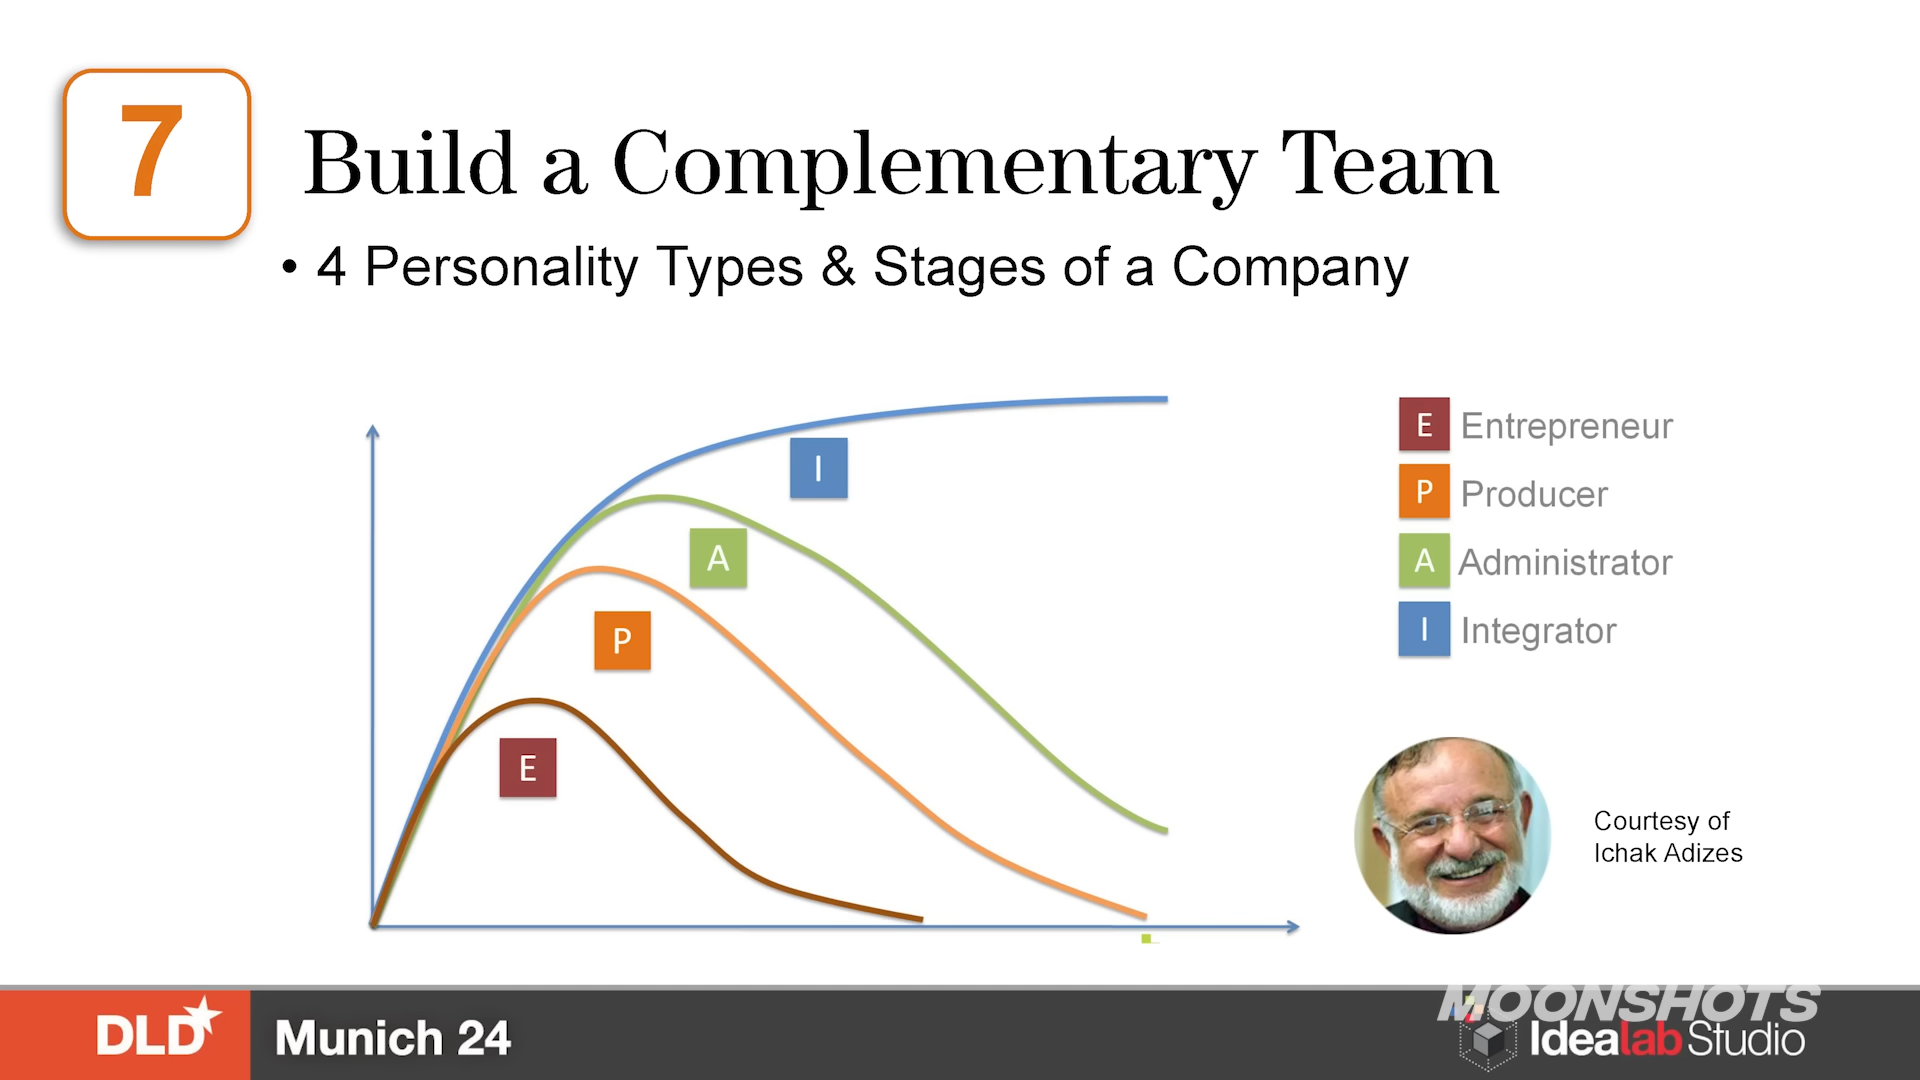 7
Build a Complementary Team
• 4 Personality Types & Stages of a Company
I
A
P
E
E Entrepreneur
P Producer
A Administrator
I Integrator
Courtesy of
Ichak Adizes
DLD
Munich 24
MOONSHOTS
Idealab Studio